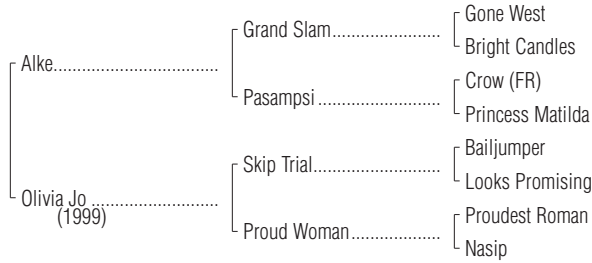 Gone West
Grand Slam..........................
Bright Candles
Alke........................................
Crow (FR)
Pasampsi..............................
Princess Matilda
Bailjumper
Skip Trial...............................
Looks Promising
Olivia Jo ...............................
(1999)
Proudest Roman
Proud Woman......................
Nasip